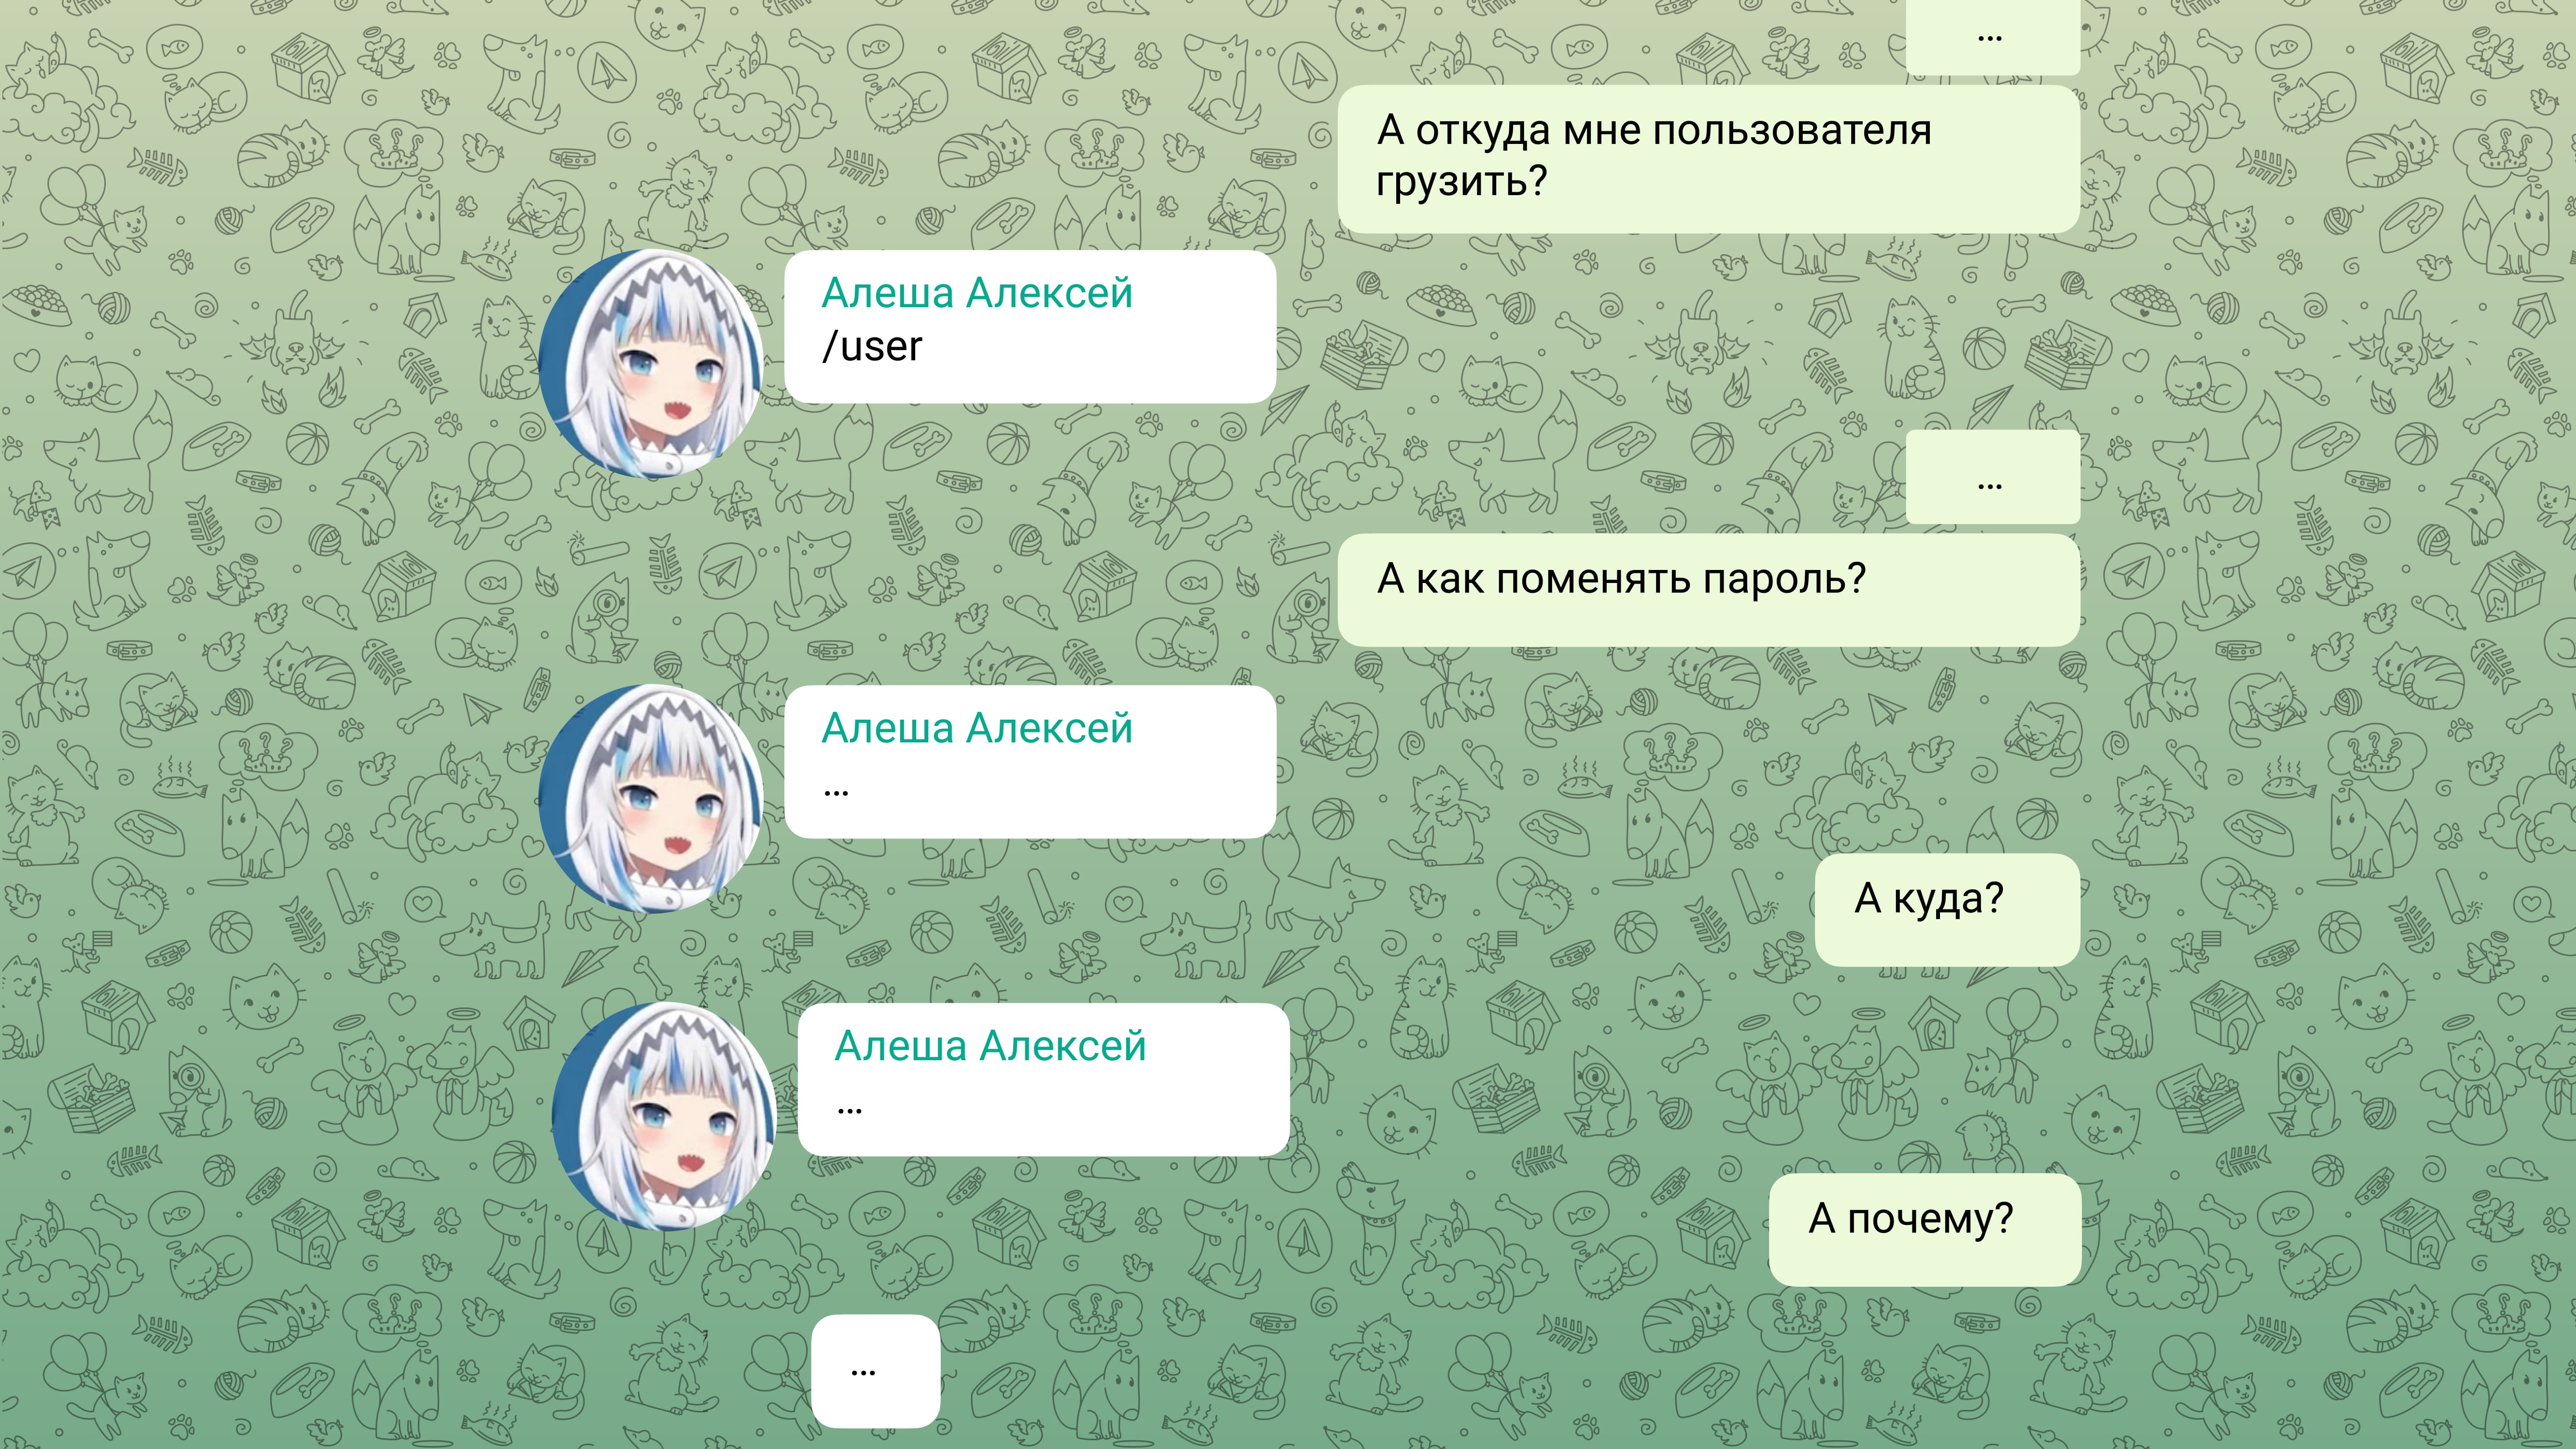 ...
А откуда мне пользователя
грузить?
Алеша Алексей
/user
...
А как поменять пароль?
Алеша Алексей
...
А куда?
Алеша Алексей
...
А почему?
...